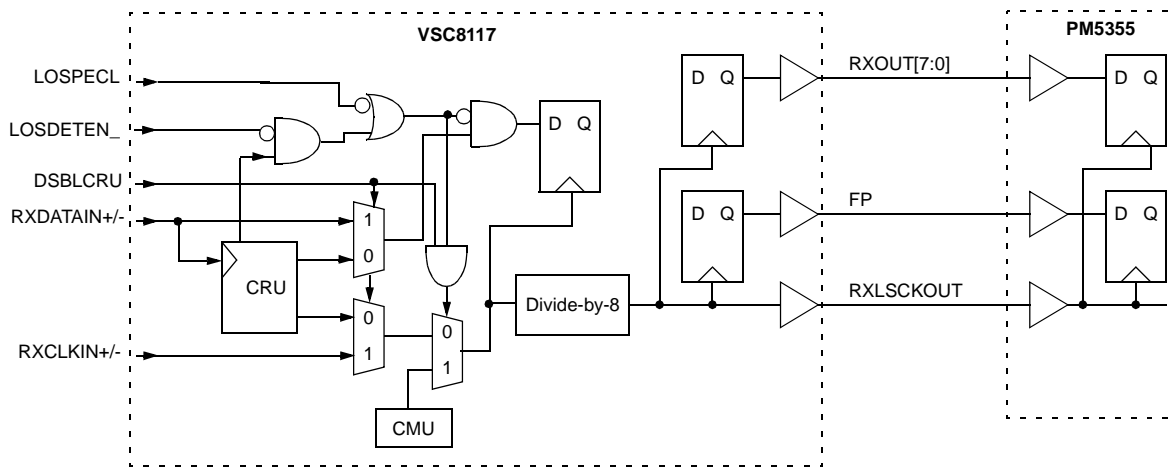 VSC8117
PM5355
LOSPECL
RXOUT[7:0]
D Q
D Q
LOSDETEN_
D Q
DSBLCRU
RXDATAIN+/-
1
FP
D Q
D Q
0
CRU
Divide-by-8
RXLSCKOUT
0
0
RXCLKIN+/-
1
1
CMU